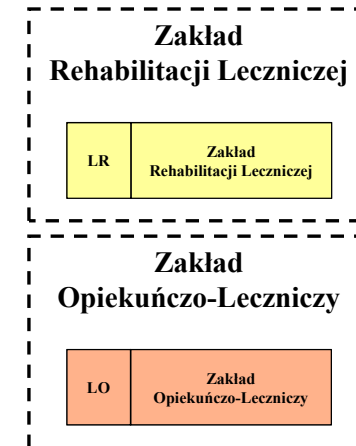 Zakład
Rehabilitacji Leczniczej
LR
Zakład
Rehabilitacji Leczniczej
Zakład
Opiekuńczo-Leczniczy
LO
Zakład
Opiekuńczo-Leczniczy